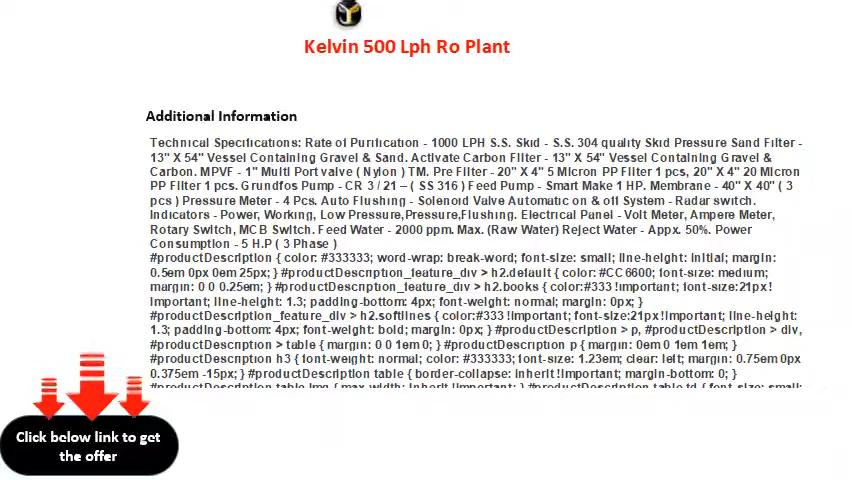 Kelvin 500 Lph Ro Plant
Additional Information
Technical Specifications: Rate of Purification - 1000 LPH S.S. Skid - S.S. 304 quality Skid Pressure Sand Filter -
13" X 54" Vessel Containing Gravel & Sand. Activate Carbon Filter - 13" X 54" Vessel Containing Gravel &
Carbon. MPVF - 1" Multi Port valve ( Nylon ) TM. Pre Filter - 20" X 4" 5 Micron PP Filter 1 pcs, 20" X 4" 20 Micron
PP Filter 1 pcs. Grundfos Pump - CR 3 / 21 – ( SS 316 ) Feed Pump - Smart Make 1 HP. Membrane - 40" X 40" ( 3
pcs ) Pressure Meter - 4 Pcs. Auto Flushing - Solenoid Valve Automatic on & off System - Radar switch.
Indicators - Power, Working, Low Pressure,Pressure,Flushing. Electrical Panel - Volt Meter, Ampere Meter,
Rotary Switch, MCB Switch. Feed Water - 2000 ppm. Max. (Raw Water) Reject Water - Appx. 50%. Power
Consumption - 5 H.P ( 3 Phase )
#productDescription { color: #333333; word-wrap: break-word; font-size: small; line-height: initial; margin:
0.5em 0px 0em 25px; } #productDescription_feature_div > h2.default { color: #CC6600; font-size: medium;
margin: 0 0 0.25em; } #productDescription_feature_div > h2.books { color:#333 !important; font-size:21px !
important; line-height: 1.3; padding-bottom: 4px; font-weight: normal; margin: 0px; }
#productDescription_feature_div > h2.softlines { color:#333 !important; font-size:21px !important; line-height:
1.3; padding-bottom: 4px; font-weight: bold; margin: 0px; } #productDescription > p, #productDescription > div,
#productDescription > table { margin: 0 0 1em 0; } #productDescription p { margin: 0em 0 1em 1em; }
#productDescription h3 { font-weight: normal; color: #333333; font-size: 1.23em; clear: left; margin: 0.75em 0px
0.375em -15px; } #productDescription table { border-collapse: inherit !important; margin-bottom: 0; }
#productDescription table img { max-width: inherit !important; } #productDescription table td { font-size: small;
Click below link to get
the offer